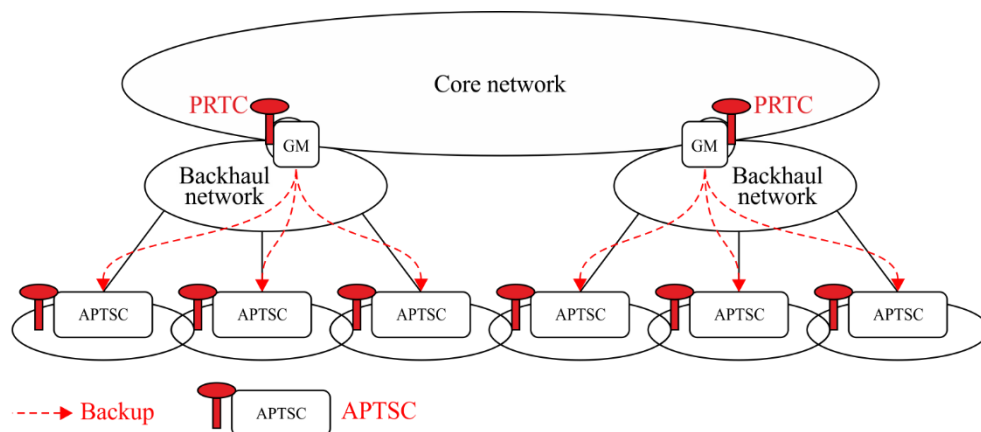 Core network
PRTC
PRTC
GM
GM
Backhaul
network
Backhaul
network
APTSC
APTSC
APTSC
APTSC
APTSC
APTSC
Backup
APTSC
APTSC